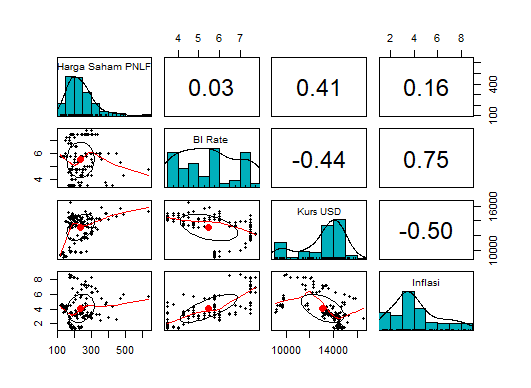 4 5 6 7
2 4 6 8
Harga Saham PNLF
0.03
0.41
0.16
100 400
BI Rate
4 6
-0.44
0.75
Kurs USD
-0.50
10000 16000
Inflasi
2 4 6 8
100 300 500
10000 14000